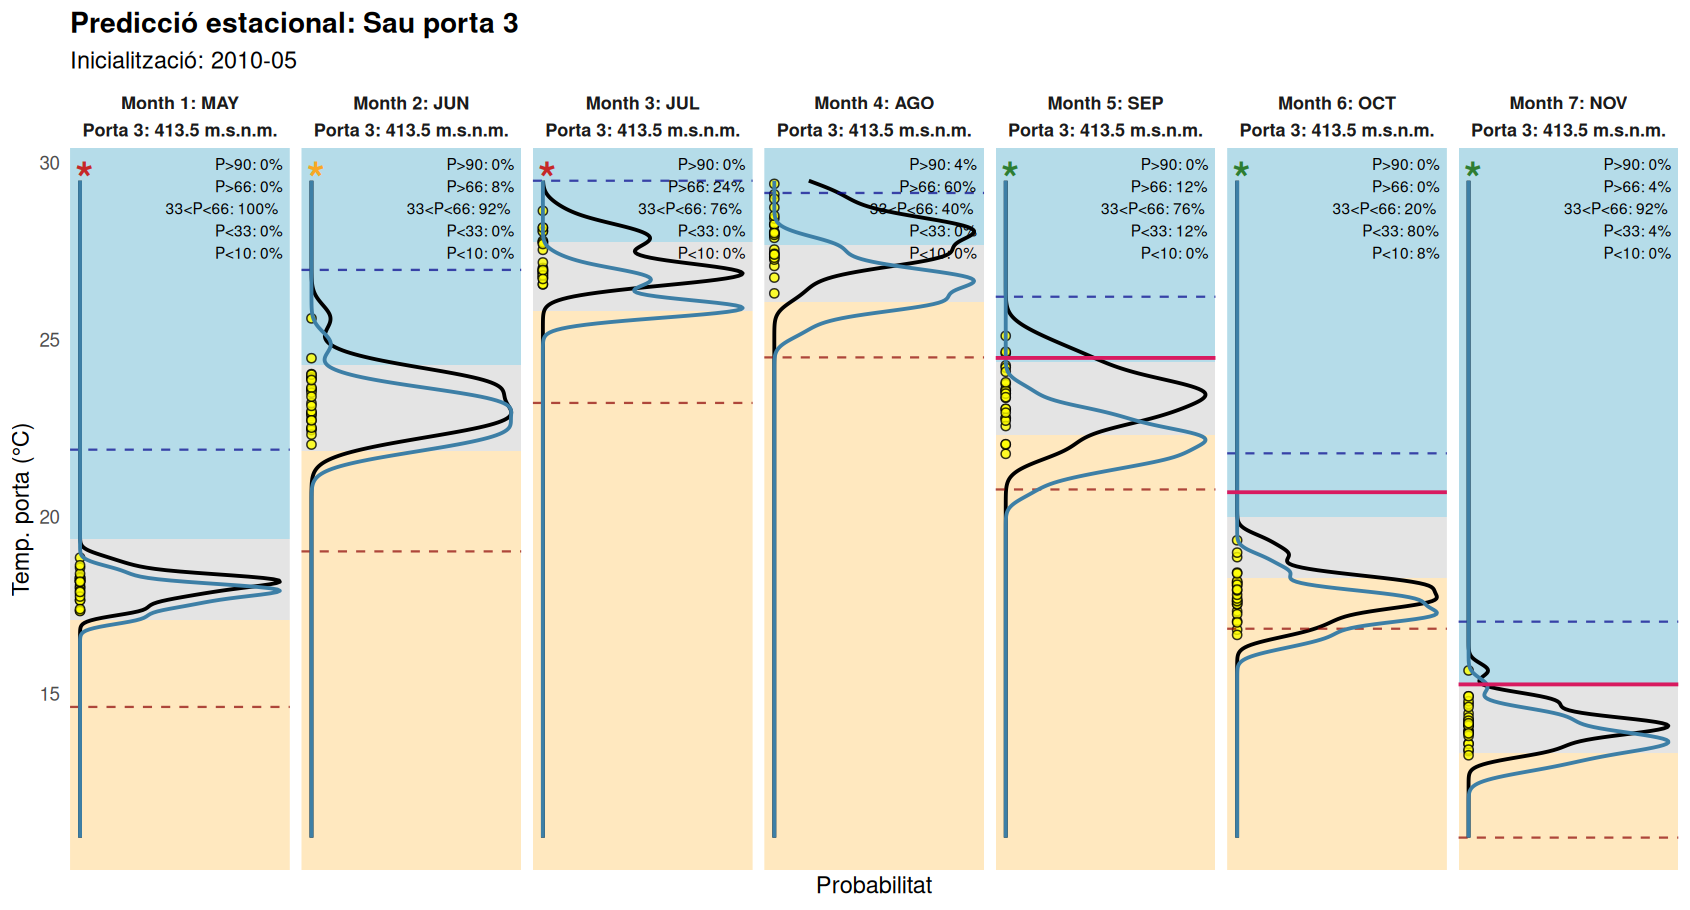 Predicció estacional: Sau porta 3
Inicialització: 2010-05
Month 1: MAY
Porta 3: 413.5 m.s.n.m.
Month 2: JUN
Porta 3: 413.5 m.s.n.m.
Month 3: JUL
Porta 3: 413.5 m.s.n.m.
Month 4: AGO
Porta 3: 413.5 m.s.n.m.
Month 5: SEP
Porta 3: 413.5 m.s.n.m.
Month 6: OCT
Porta 3: 413.5 m.s.n.m.
Month 7: NOV
Porta 3: 413.5 m.s.n.m.
Temp. porta (°C)
30
25
20
15
*
P>90: 0%
P>66: 0%
33<P<66: 100%
P<33: 0%
P<10: 0%
*
P>90: 0%
P>66: 8%
33<P<66: 92%
P<33: 0%
P<10: 0%
*
P>90: 0%
P>66: 24%
33<P<66: 76%
P<33: 0%
P<10: 0%
P>90: 4%
P>66: 60%
33<P<66: 40%
P<33: 0%
P<10: 0%
*
P>90: 0%
P>66: 12%
33<P<66: 76%
P<33: 12%
P<10: 0%
*
P>90: 0%
P>66: 0%
33<P<66: 20%
P<33: 80%
P<10: 8%
*
P>90: 0%
P>66: 4%
33<P<66: 92%
P<33: 4%
P<10: 0%
Probabilitat